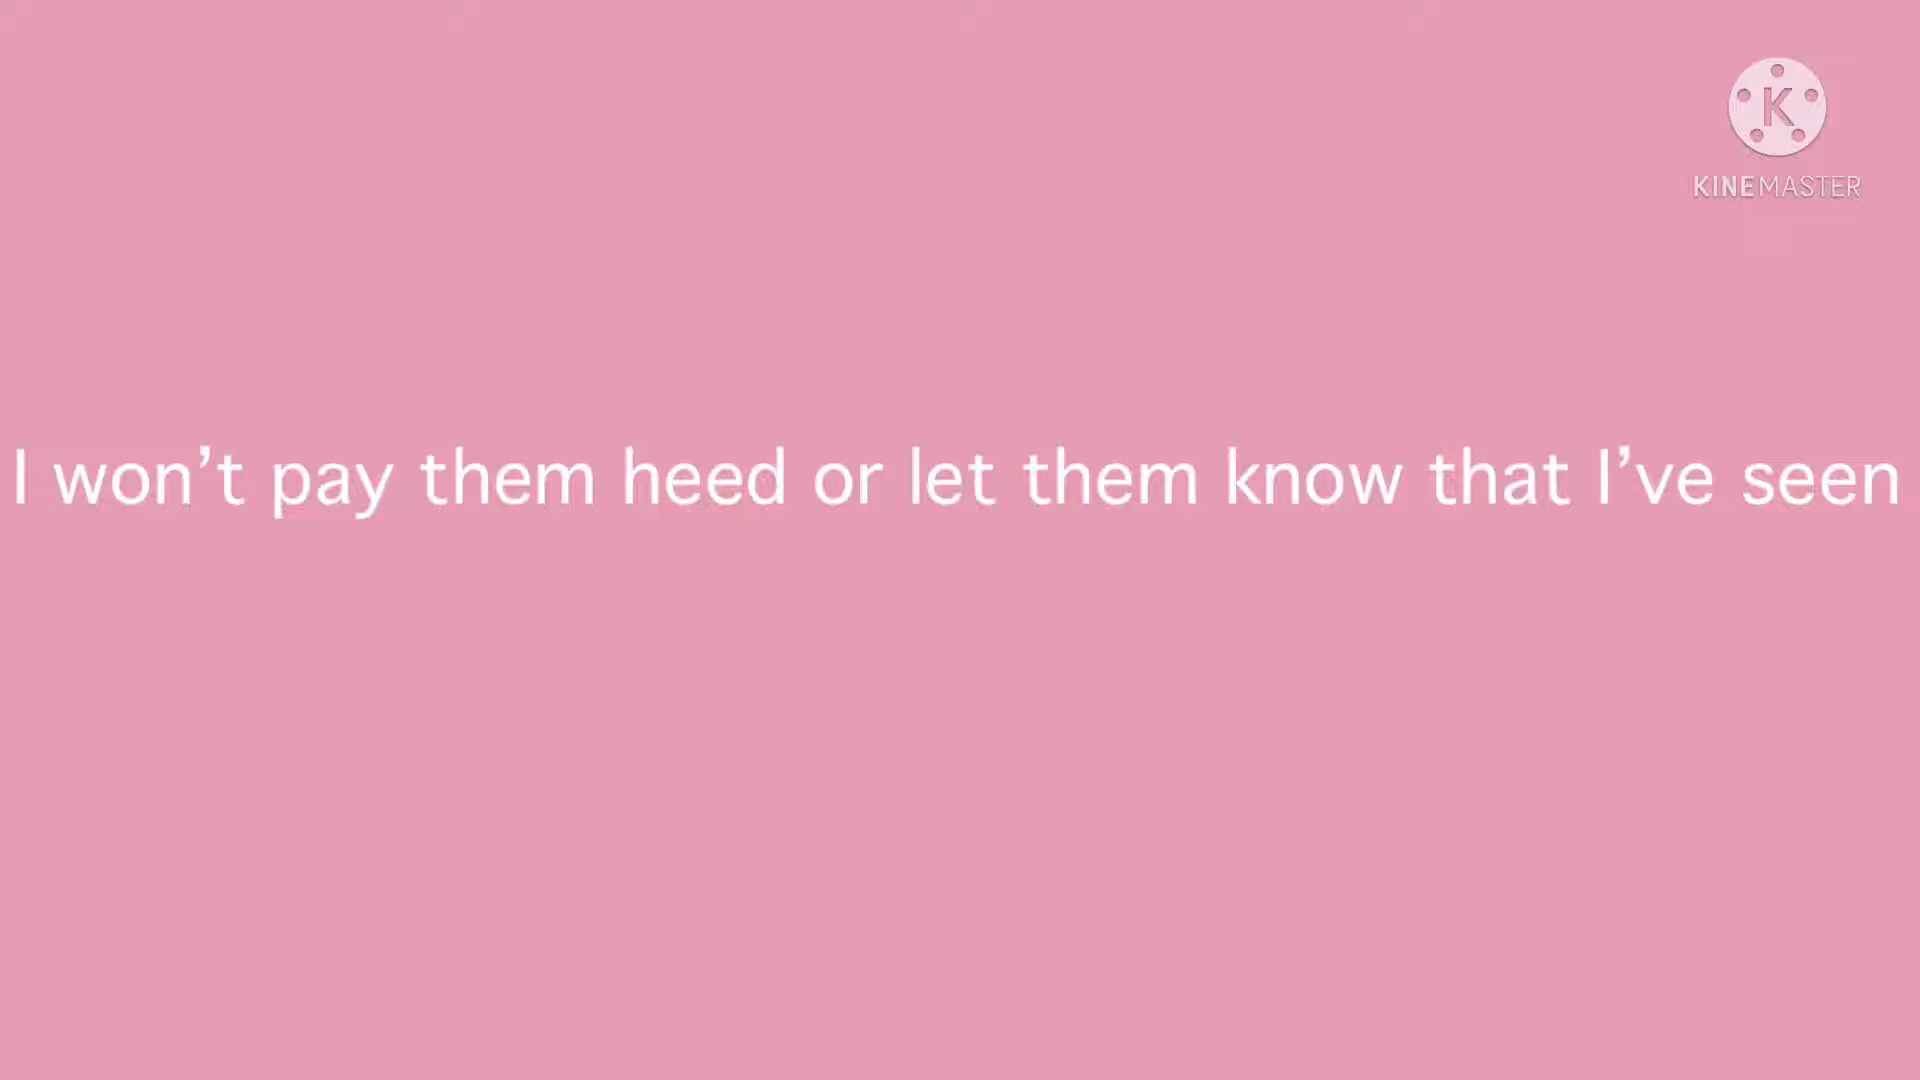 K
KINEMASTER
I won’t pay them heed or let them know that I’ve seen